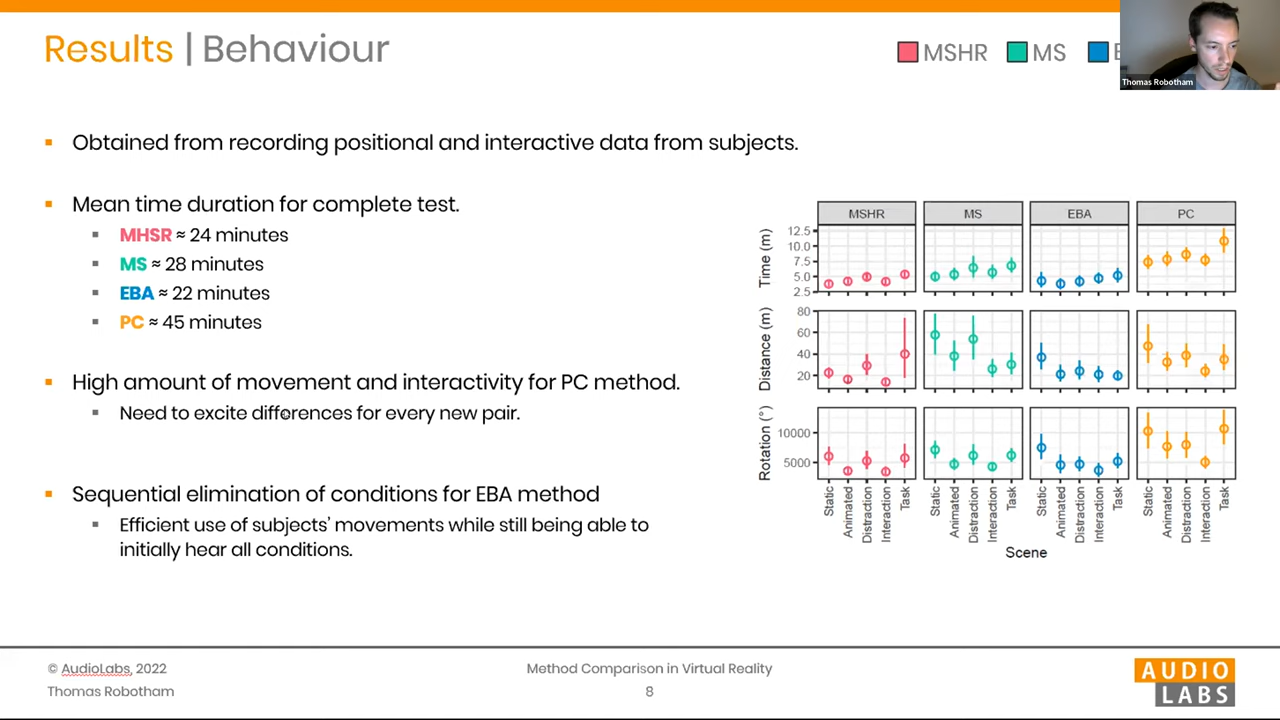 Results | Behaviour
MSHR MS
Thomas Robotham
Obtained from recording positional and interactive data from subjects.
Mean time duration for complete test.
MHSR ≈ 24 minutes
MS ≈ 28 minutes
EBA ≈ 22 minutes
PC ≈ 45 minutes
High amount of movement and interactivity for PC method.
Need to excite differences for every new pair.
Sequential elimination of conditions for EBA method
Efficient use of subjects' movements while still being able to
initially hear all conditions.
MSHR MS EBA PC
Time (m)
12.5
10.0
7.5
5.0
2.5
Distance (m)
80
60
40
20
Rotation (°)
10000
5000
Static Animated Distraction Interaction Task
Static Animated Distraction Interaction Task
Static Animated Distraction Interaction Task
Static Animated Distraction Interaction Task
Scene
© AudioLabs, 2022
Thomas Robotham
Method Comparison in Virtual Reality
8
AUDIO
LABS